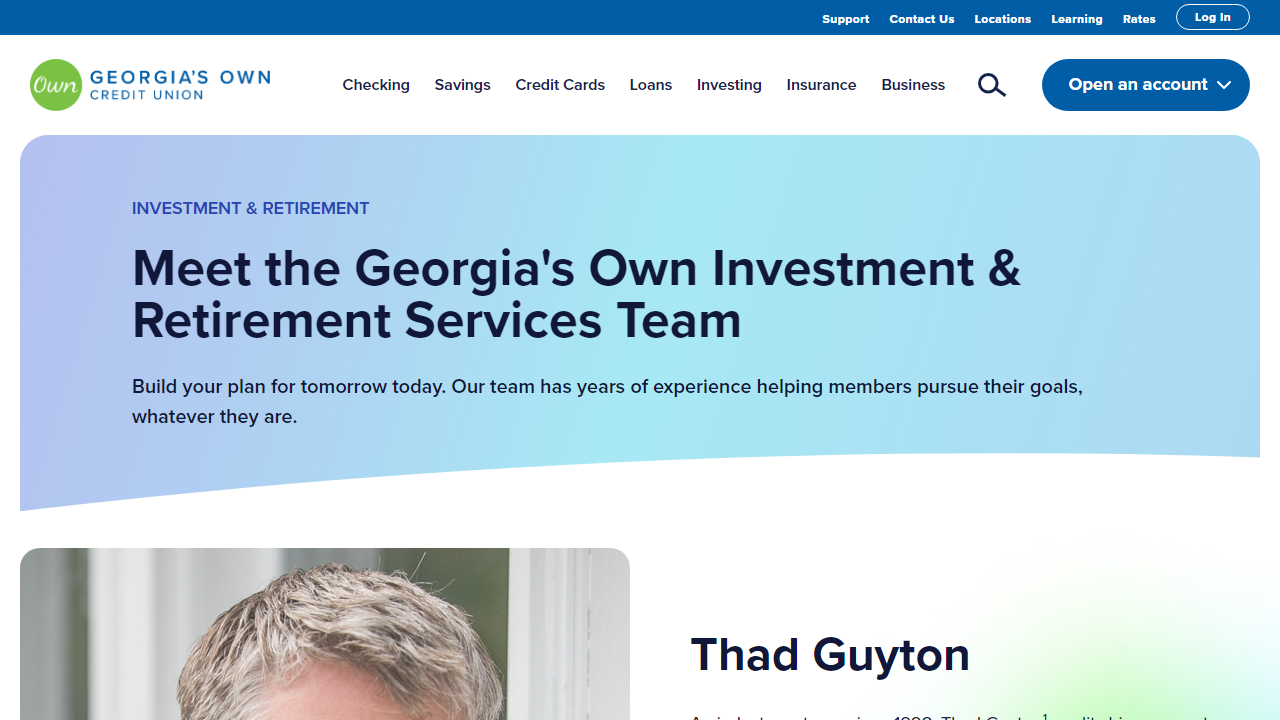 Support Contact Us Locations Learning Rates Log In
Own GEORGIA'S OWN
CREDIT UNION
Checking Savings Credit Cards Loans Investing Insurance Business Open an account
INVESTMENT & RETIREMENT
Meet the Georgia's Own Investment &
Retirement Services Team
Build your plan for tomorrow today. Our team has years of experience helping members pursue their goals,
whatever they are.
Thad Guyton